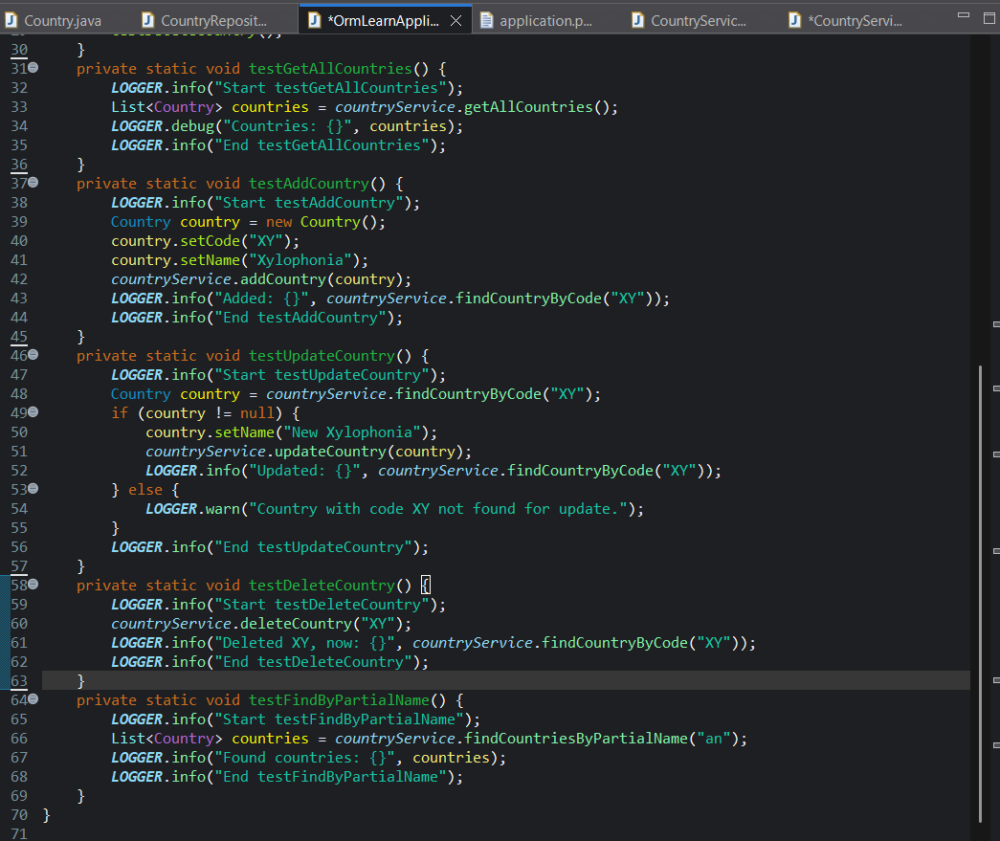 Country.java CountryReposit... *OrmLearnAppli... application.p... CountryServic... *CountryServi...
30 }
31 private static void testGetAllCountries() {
32 LOGGER.info("Start testGetAllCountries");
33 List<Country> countries = countryService.getAllCountries();
34 LOGGER.debug("Countries: {}", countries);
35 LOGGER.info("End testGetAllCountries");
36 }
37 private static void testAddCountry() {
38 LOGGER.info("Start testAddCountry");
39 Country country = new Country();
40 country.setCode("XY");
41 country.setName("Xylophonia");
42 countryService.addCountry(country);
43 LOGGER.info("Added: {}", countryService.findCountryByCode("XY"));
44 LOGGER.info("End testAddCountry");
45 }
46 private static void testUpdateCountry() {
47 LOGGER.info("Start testUpdateCountry");
48 Country country = countryService.findCountryByCode("XY");
49 if (country != null) {
50 country.setName("New Xylophonia");
51 countryService.updateCountry(country);
52 LOGGER.info("Updated: {}", countryService.findCountryByCode("XY"));
53 } else {
54 LOGGER.warn("Country with code XY not found for update.");
55 }
56 LOGGER.info("End testUpdateCountry");
57 }
58 private static void testDeleteCountry() {
59 LOGGER.info("Start testDeleteCountry");
60 countryService.deleteCountry("XY");
61 LOGGER.info("Deleted XY, now: {}", countryService.findCountryByCode("XY"));
62 LOGGER.info("End testDeleteCountry");
63 }
64 private static void testFindByPartialName() {
65 LOGGER.info("Start testFindByPartialName");
66 List<Country> countries = countryService.findCountriesByPartialName("an");
67 LOGGER.info("Found countries: {}", countries);
68 LOGGER.info("End testFindByPartialName");
69 }
70 }
71